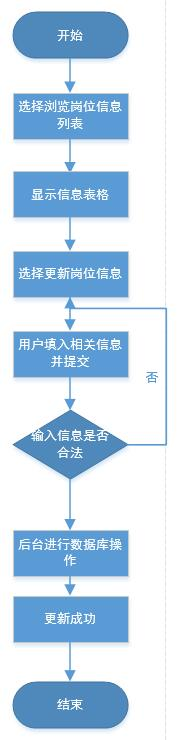 开始
选择浏览岗位信息
列表
显示信息表格
选择更新岗位信息
用户填入相关信息
并提交
否
输入信息是否
合法
后台进行数据库操
作
更新成功
结束